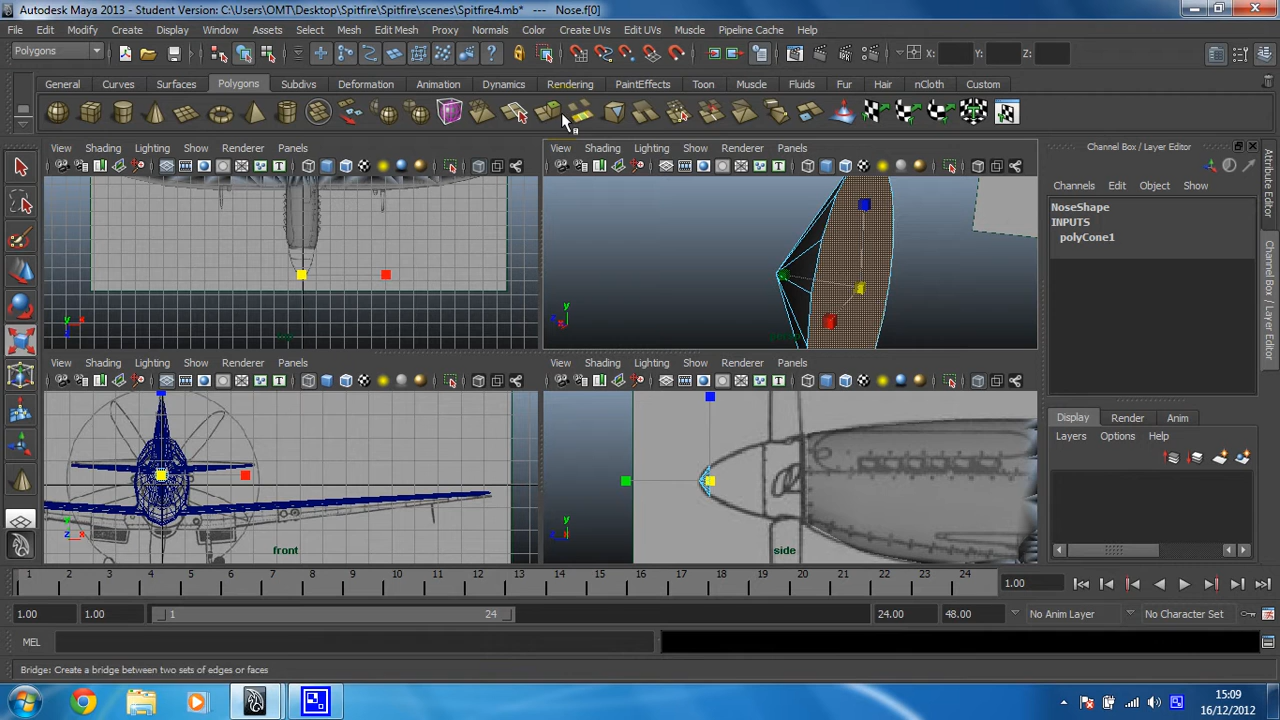 Autodesk Maya 2013 - Student Version: C:\Users\OMT\Desktop\Spitfire\Spitfire\scenes\Spitfire4.mb* --- Nose.f[0]
File Edit Modify Create Display Window Assets Select Mesh Edit Mesh Proxy Normals Color Create UVs Edit UVs Muscle Pipeline Cache Help
Polygons X: Y: Z:
General Curves Surfaces Polygons Subdivs Deformation Animation Dynamics Rendering PaintEffects Toon Muscle Fluids Fur Hair nCloth Custom
View Shading Lighting Show Renderer Panels
View Shading Lighting Show Renderer Panels
Channel Box / Layer Editor
Channels Edit Object Show
NoseShape
INPUTS
polyCone1
Attribute Editor
Channel Box / Layer Editor
y
x
z
y
x
View Shading Lighting Show Renderer Panels
View Shading Lighting Show Renderer Panels
Display Render Anim
Layers Options Help
y
z x
front
y
side
1 2 3 4 5 6 7 8 9 10 11 12 13 14 15 16 17 18 19 20 21 22 23 24 1.00
1.00 1.00 1 24 24.00 48.00 No Anim Layer No Character Set
MEL
Bridge: Create a bridge between two sets of edges or faces
15:09
16/12/2012